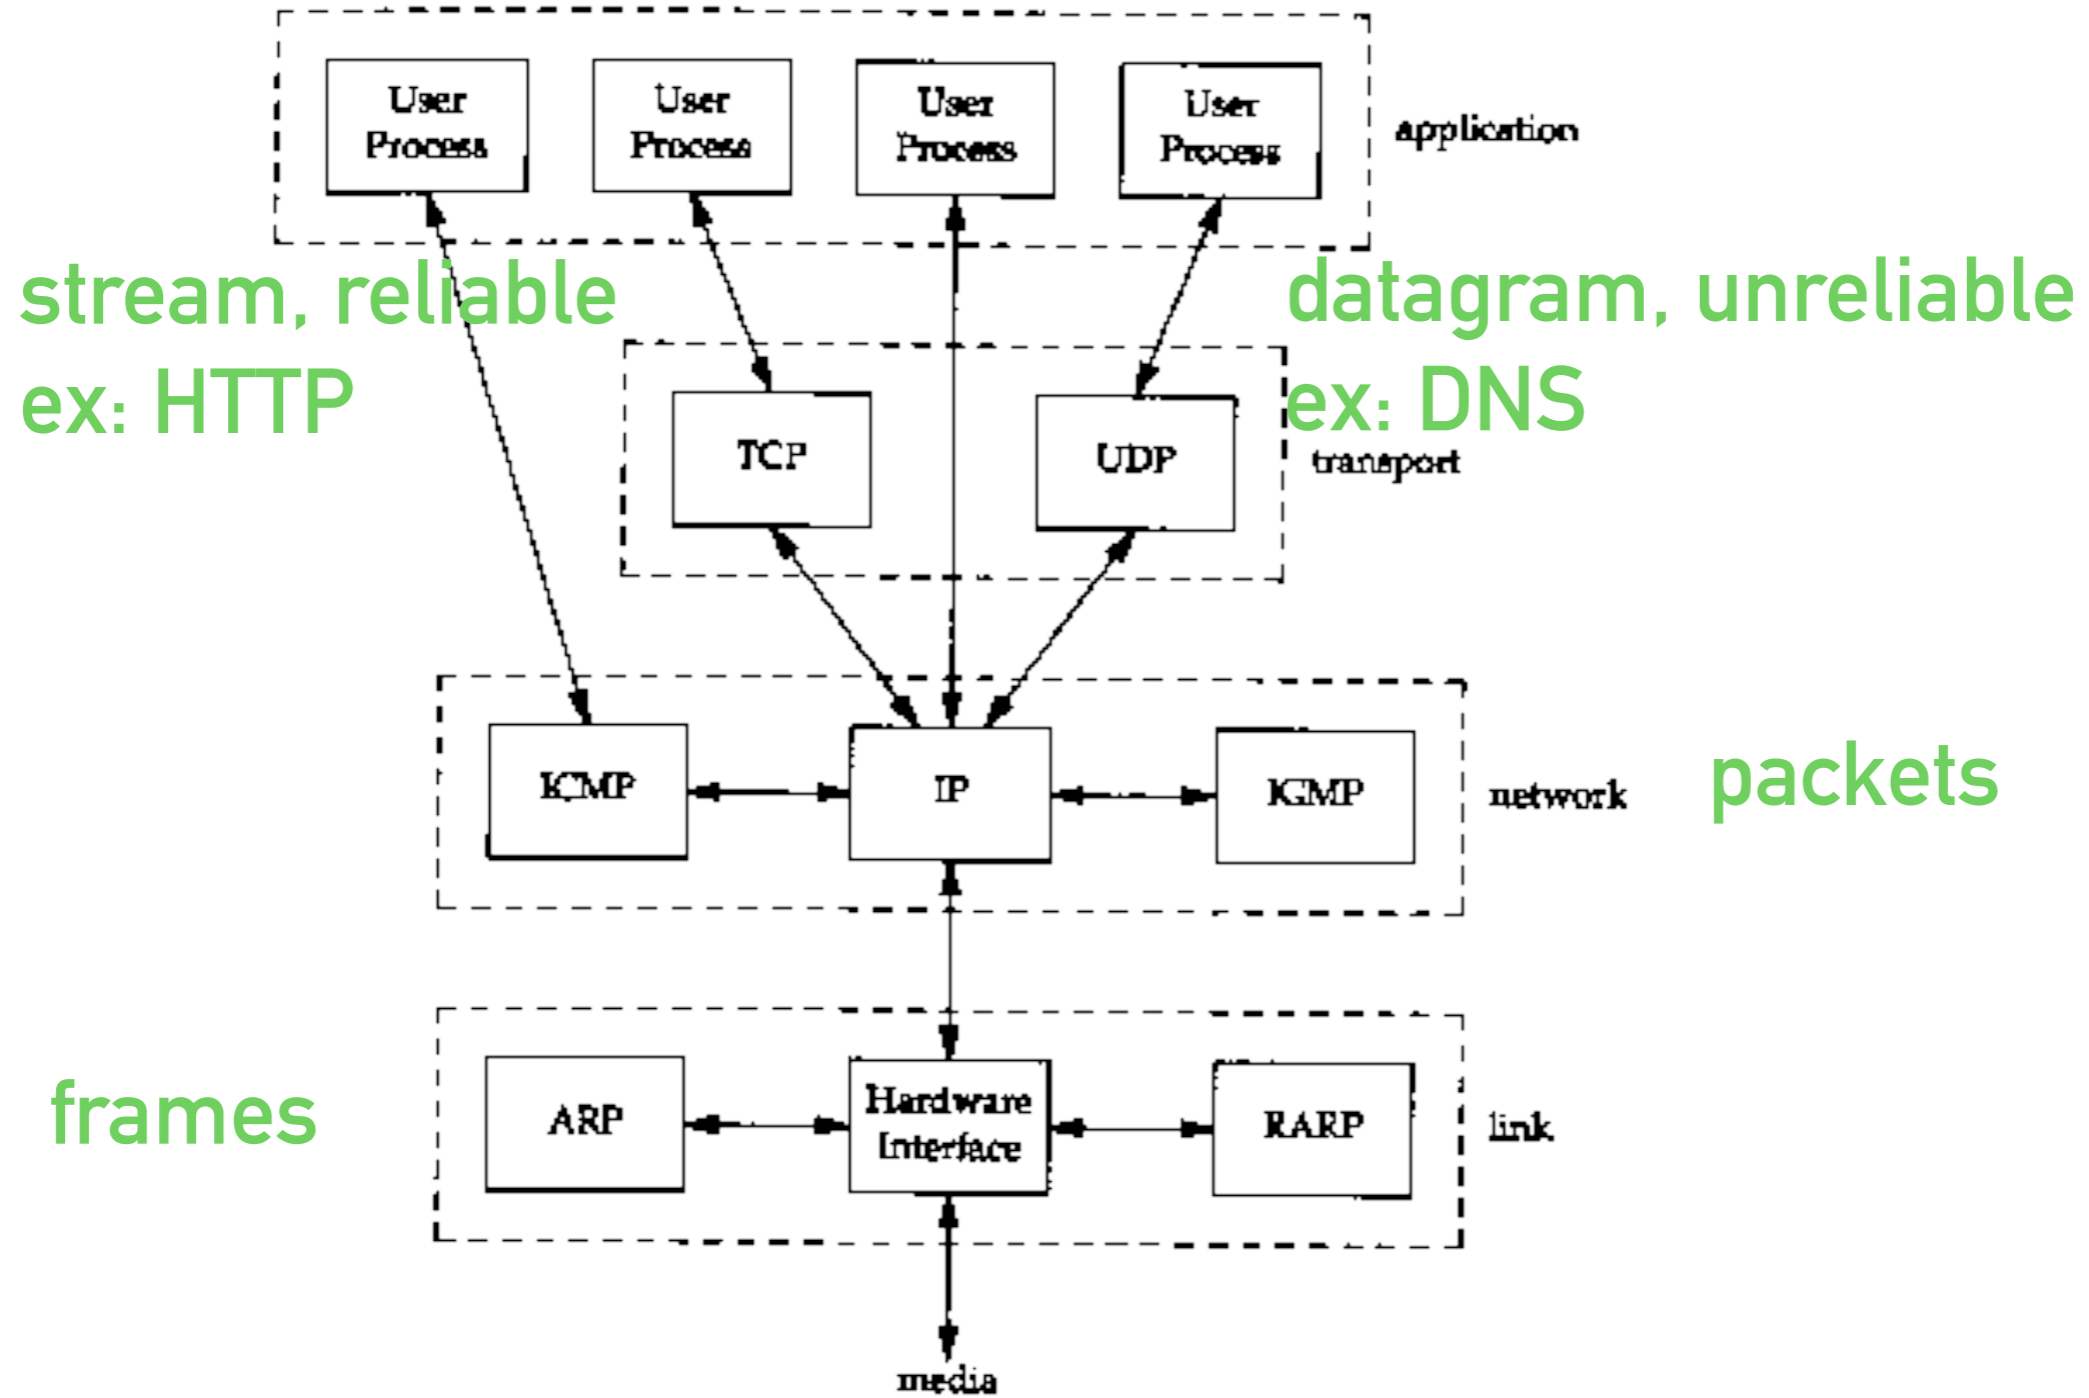 User
Process
User
Process
User
Process
User
Process
application
stream, reliable
ex: HTTP
datagram, unreliable
ex: DNS
TCP
UDP
transport
ICMP
IP
IGMP
network
packets
frames
ARP
Hardware
Interface
RARP
link
media